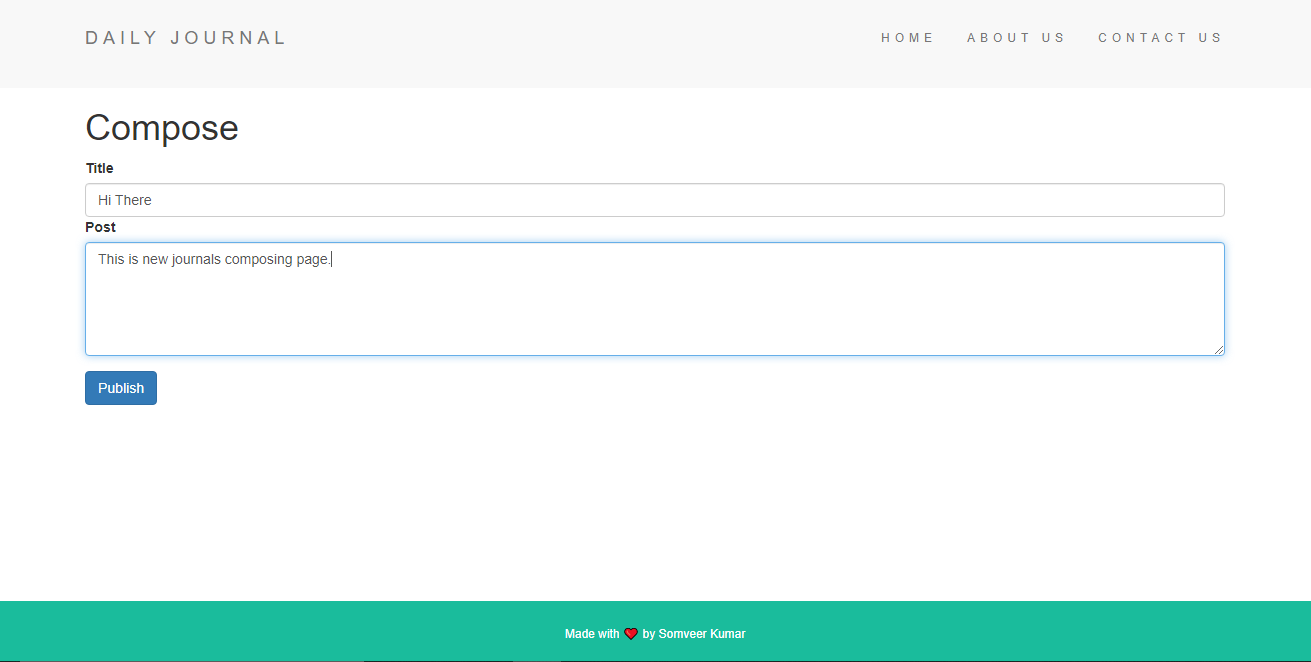 DAILY JOURNAL HOME ABOUT US CONTACT US
Compose
Title
Hi There
Post
This is new journals composing page.
Publish
Made with ❤ by Somveer Kumar